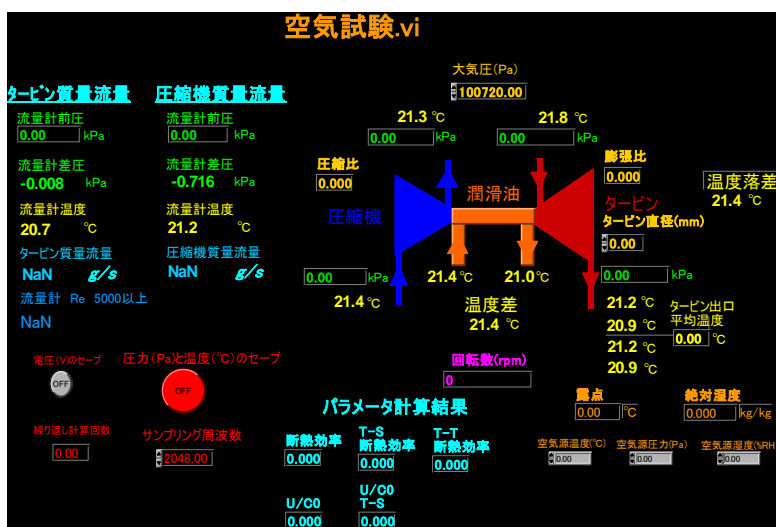 空気試験.vi
大気圧(Pa)
100720.00
タービン質量流量 圧縮機質量流量
流量計前圧 流量計前圧
0.00 kPa 0.00 kPa
流量計差圧 流量計差圧
-0.008 kPa -0.716 kPa
流量計温度 流量計温度
20.7 ℃ 21.2 ℃
タービン質量流量 圧縮機質量流量
NaN g/s NaN g/s
流量計 Re 5000以上
NaN
21.3 ℃ 21.8 ℃
0.00 kPa 0.00 kPa
圧縮比 膨張比
0.000 0.000
温度落差
21.4 ℃
潤滑油
圧縮機 タービン
タービン直径(mm)
0.00
0.00 kPa 0.00 kPa
21.4 ℃ 21.0 ℃
21.4 ℃
温度差
21.4 ℃
21.2 ℃
20.9 ℃
21.2 ℃
20.9 ℃
タービン出口
平均温度
0.00 ℃
回転数(rpm)
0
電圧(V)のセーブ 圧力(Pa)と温度(℃)のセーブ
OFF OFF
繰り返し計算回数 サンプリング周波数
0.00 2048.00
パラメータ計算結果
断熱効率
0.000
T-S
断熱効率
0.000
T-T
断熱効率
0.000
U/C0
0.000
U/C0
T-S
0.000
露点 絶対湿度
0.00 ℃ 0.000 kg/kg
空気源温度(℃) 空気源圧力(Pa) 空気源湿度(%RH
0.00 0.00 0.00